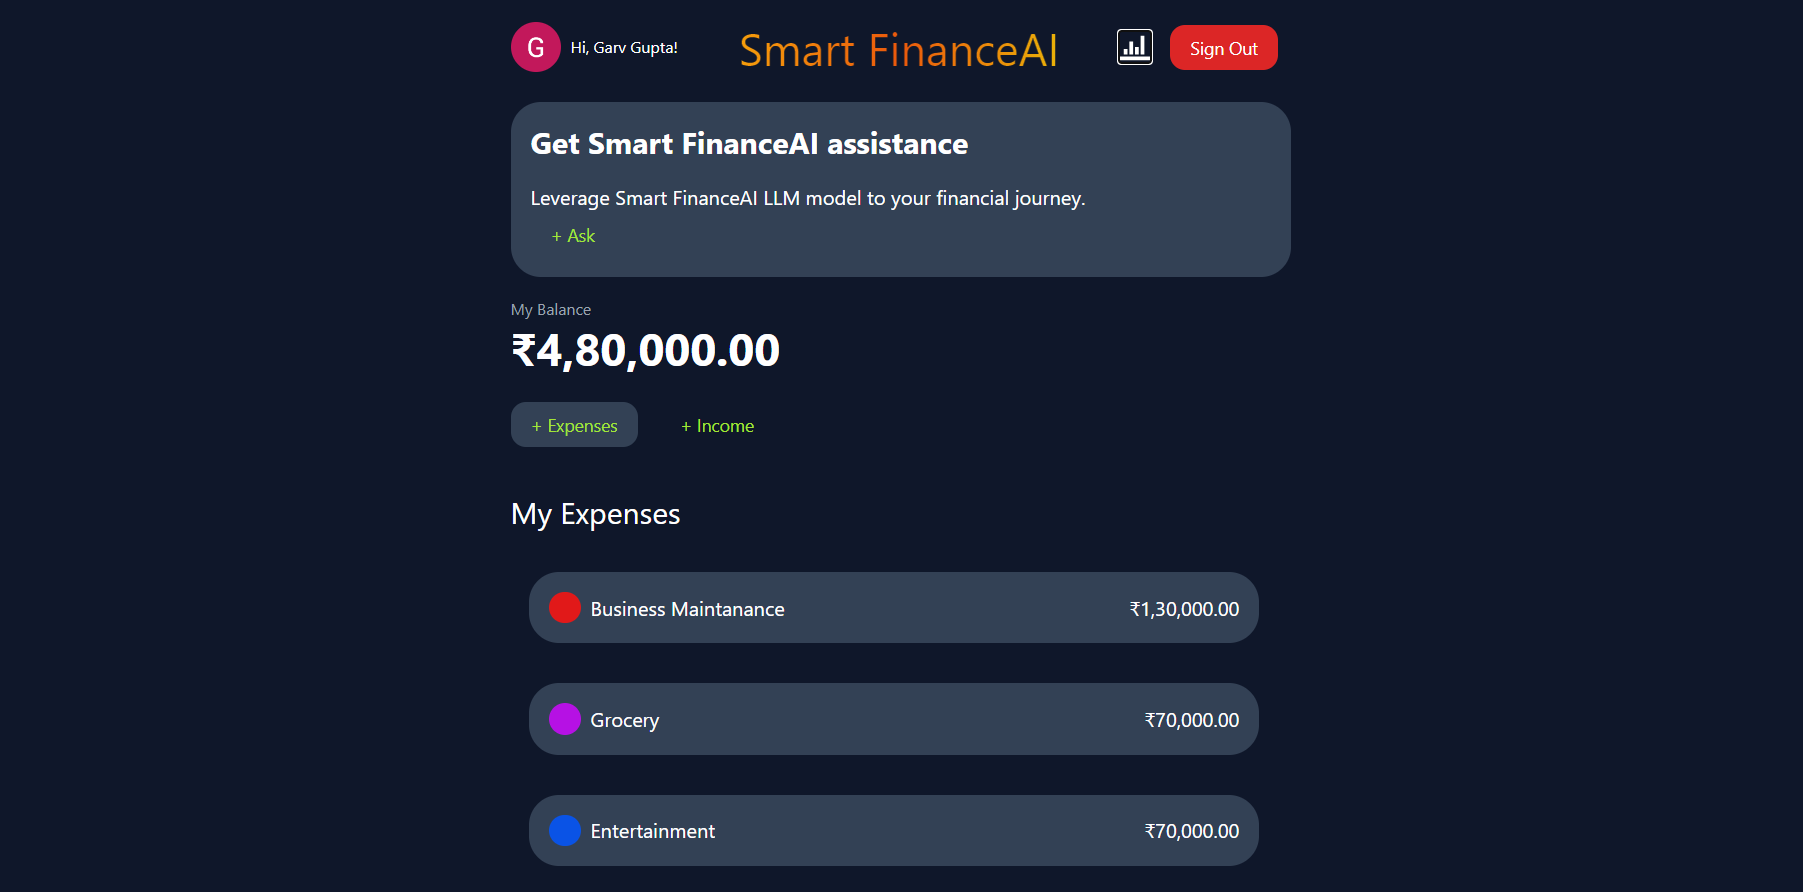 G
Hi, Garv Gupta!
Smart FinanceAI
Sign Out
Get Smart FinanceAI assistance
Leverage Smart FinanceAI LLM model to your financial journey.
+ Ask
My Balance
₹4,80,000.00
+ Expenses
+ Income
My Expenses
Business Maintanance ₹1,30,000.00
Grocery ₹70,000.00
Entertainment ₹70,000.00